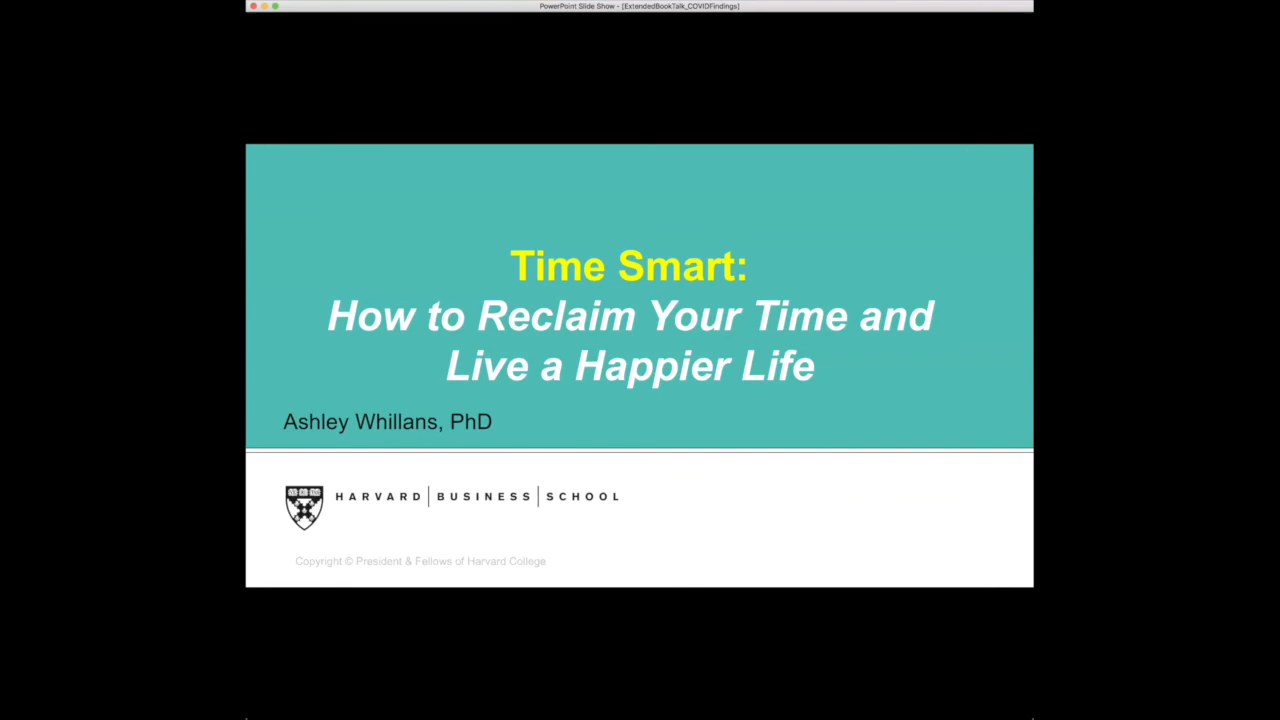 PowerPoint Slide Show - [ExtendedBookTalk_COVIDFindings]
Time Smart:
How to Reclaim Your Time and
Live a Happier Life
Ashley Whillans, PhD
HARVARD | BUSINESS | SCHOOL
Copyright © President & Fellows of Harvard College